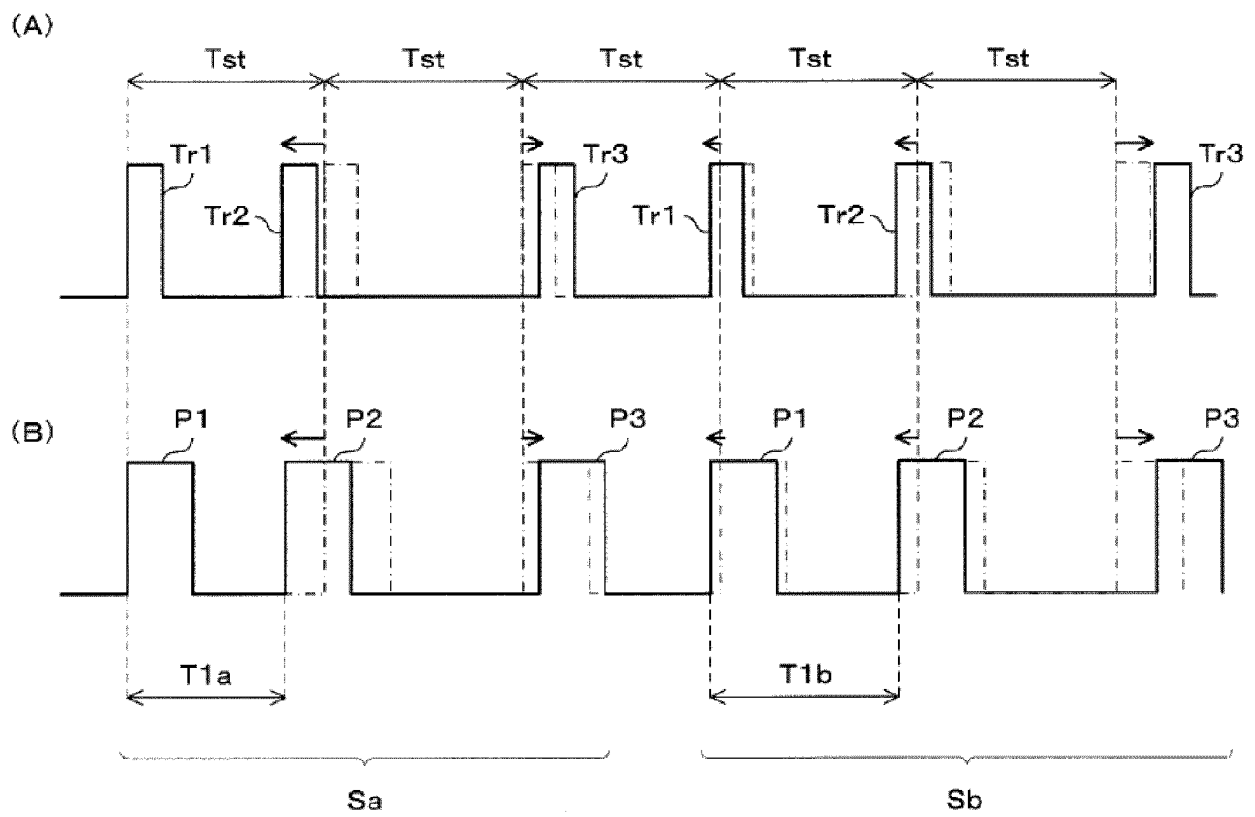 (A)
Tst Tst Tst Tst Tst
Tr1 Tr2 Tr3 Tr1 Tr2 Tr3
(B)
P1 P2 P3 P1 P2 P3
T1a T1b
Sa Sb